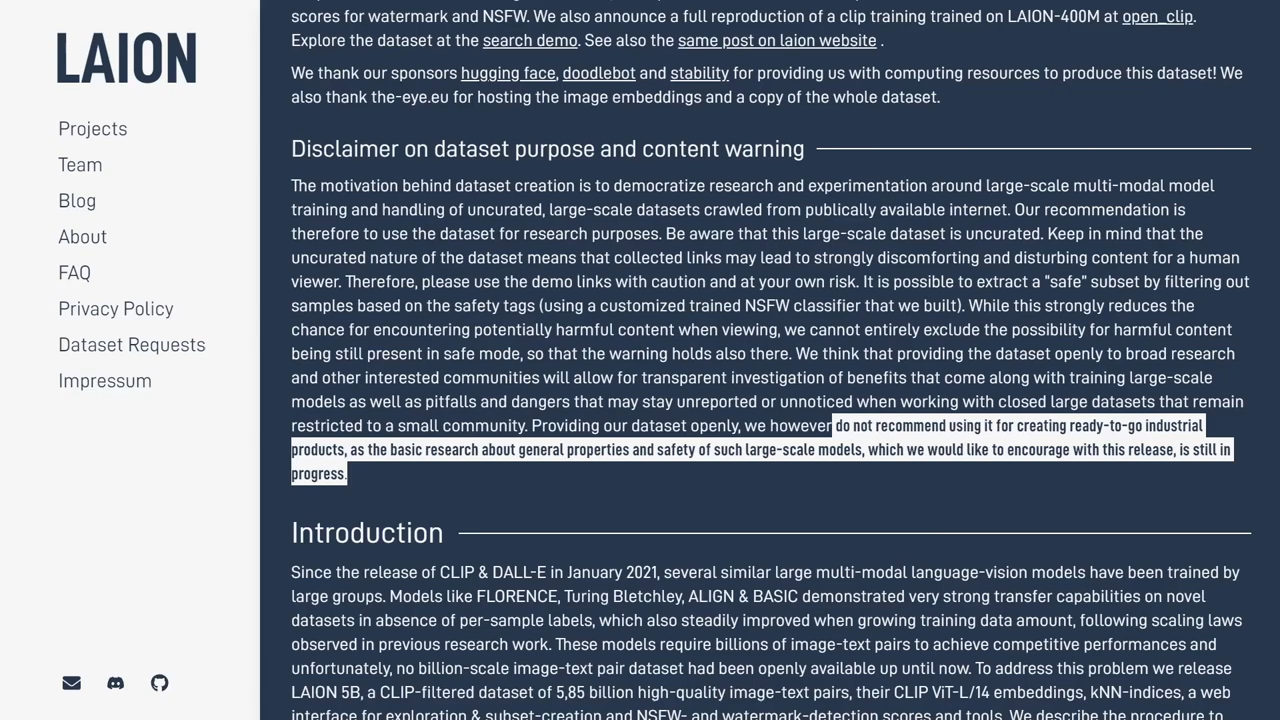 LAION
Projects
Team
Blog
About
FAQ
Privacy Policy
Dataset Requests
Impressum
scores for watermark and NSFW. We also announce a full reproduction of a clip training trained on LAION-400M at open_clip.
Explore the dataset at the search demo. See also the same post on laion website .
We thank our sponsors hugging face, doodlebot and stability for providing us with computing resources to produce this dataset! We
also thank the-eye.eu for hosting the image embeddings and a copy of the whole dataset.
Disclaimer on dataset purpose and content warning
The motivation behind dataset creation is to democratize research and experimentation around large-scale multi-modal model
training and handling of uncurated, large-scale datasets crawled from publically available internet. Our recommendation is
therefore to use the dataset for research purposes. Be aware that this large-scale dataset is uncurated. Keep in mind that the
uncurated nature of the dataset means that collected links may lead to strongly discomforting and disturbing content for a human
viewer. Therefore, please use the demo links with caution and at your own risk. It is possible to extract a “safe” subset by filtering out
samples based on the safety tags (using a customized trained NSFW classifier that we built). While this strongly reduces the
chance for encountering potentially harmful content when viewing, we cannot entirely exclude the possibility for harmful content
being still present in safe mode, so that the warning holds also there. We think that providing the dataset openly to broad research
and other interested communities will allow for transparent investigation of benefits that come along with training large-scale
models as well as pitfalls and dangers that may stay unreported or unnoticed when working with closed large datasets that remain
restricted to a small community. Providing our dataset openly, we however do not recommend using it for creating ready-to-go industrial
products, as the basic research about general properties and safety of such large-scale models, which we would like to encourage with this release, is still in
progress.
Introduction
Since the release of CLIP & DALL-E in January 2021, several similar large multi-modal language-vision models have been trained by
large groups. Models like FLORENCE, Turing Bletchley, ALIGN & BASIC demonstrated very strong transfer capabilities on novel
datasets in absence of per-sample labels, which also steadily improved when growing training data amount, following scaling laws
observed in previous research work. These models require billions of image-text pairs to achieve competitive performances and
unfortunately, no billion-scale image-text pair dataset had been openly available up until now. To address this problem we release
LAION 5B, a CLIP-filtered dataset of 5,85 billion high-quality image-text pairs, their CLIP ViT-L/14 embeddings, kNN-indices, a web
interface for exploration & subset-creation and NSFW- and watermark-detection scores and tools. We describe the procedure to